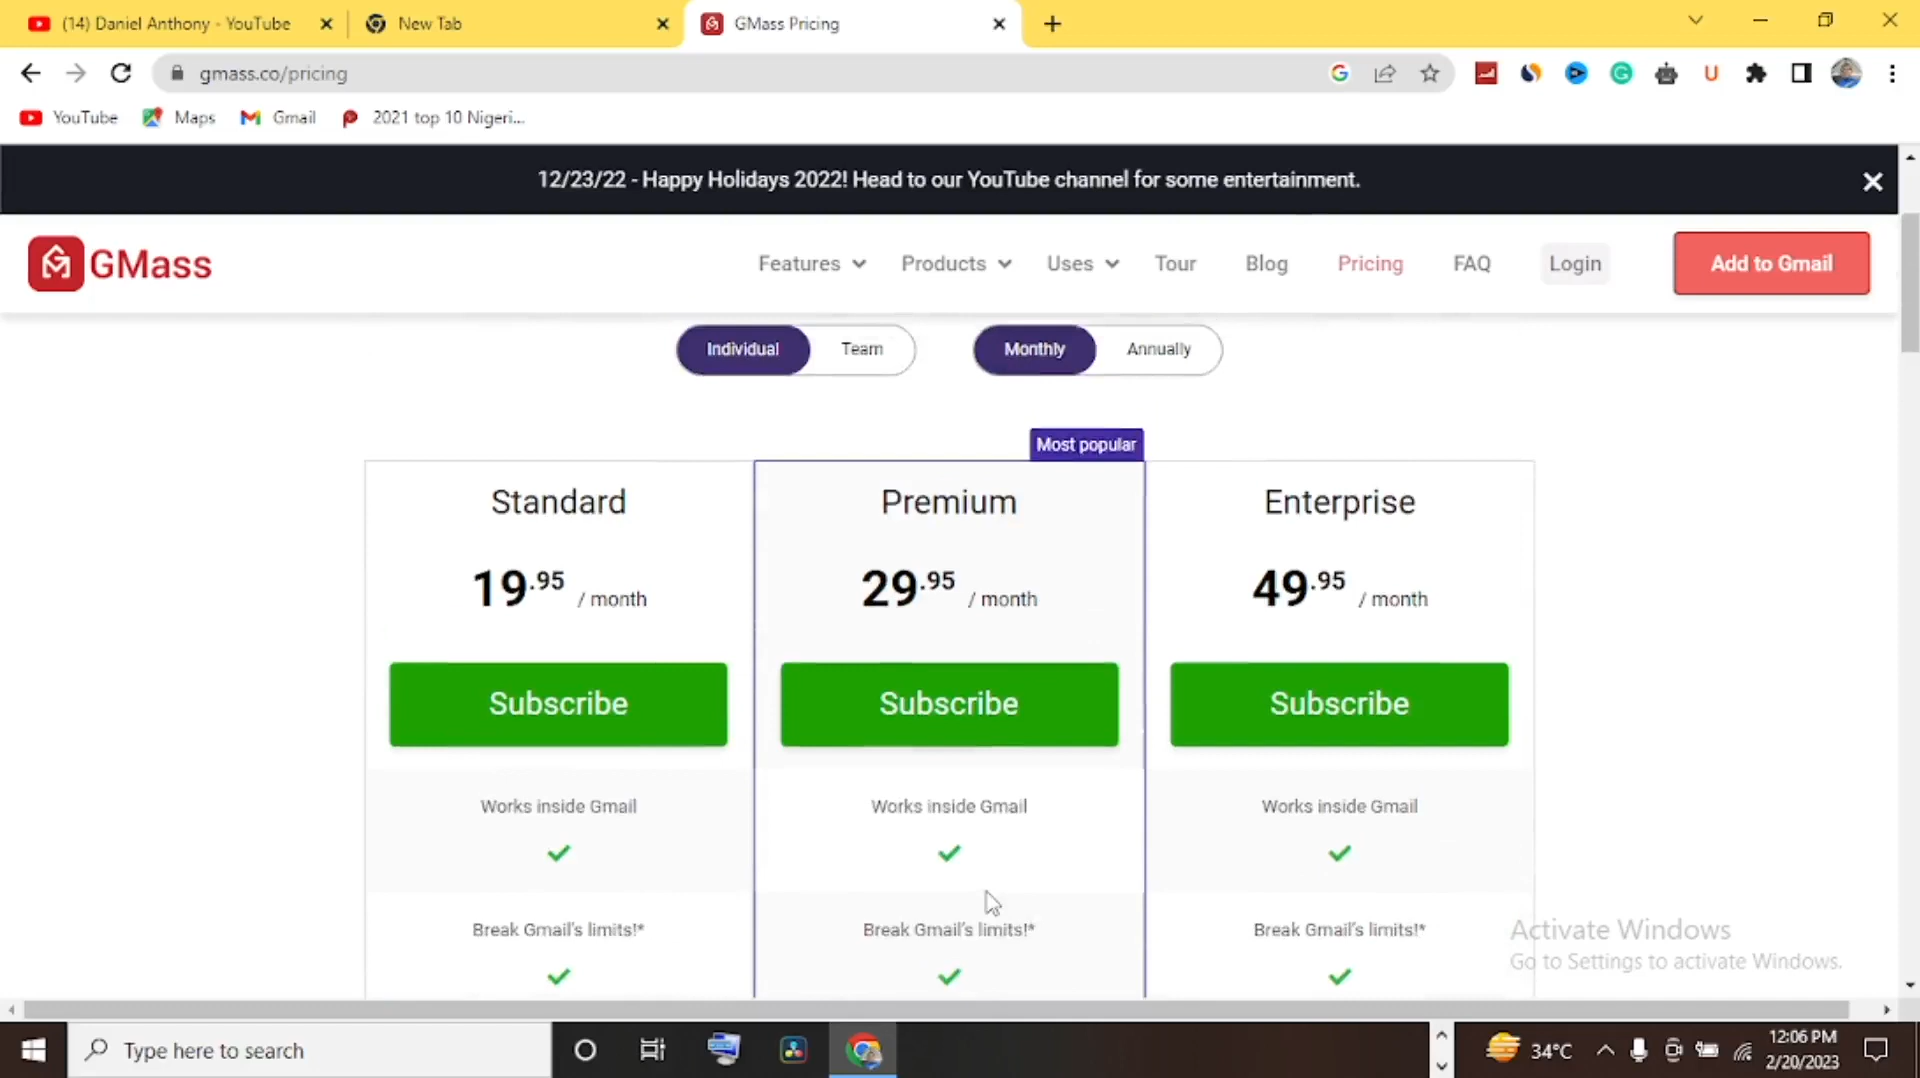 (14) Daniel Anthony - YouTube
New Tab
GMass Pricing
gmass.co/pricing
YouTube
Maps
Gmail
2021 top 10 Nigeri...
12/23/22 - Happy Holidays 2022! Head to our YouTube channel for some entertainment.
GMass
Features
Products
Uses
Tour
Blog
Pricing
FAQ
Login
Add to Gmail
Individual
Team
Monthly
Annually
Most popular
Standard
Premium
Enterprise
19.95 / month
29.95 / month
49.95 / month
Subscribe
Subscribe
Subscribe
Works inside Gmail
Works inside Gmail
Works inside Gmail
Break Gmail's limits!*
Break Gmail's limits!*
Break Gmail's limits!*
Activate Windows
Go to Settings to activate Windows.
Type here to search
34°C
12:06 PM
2/20/2023